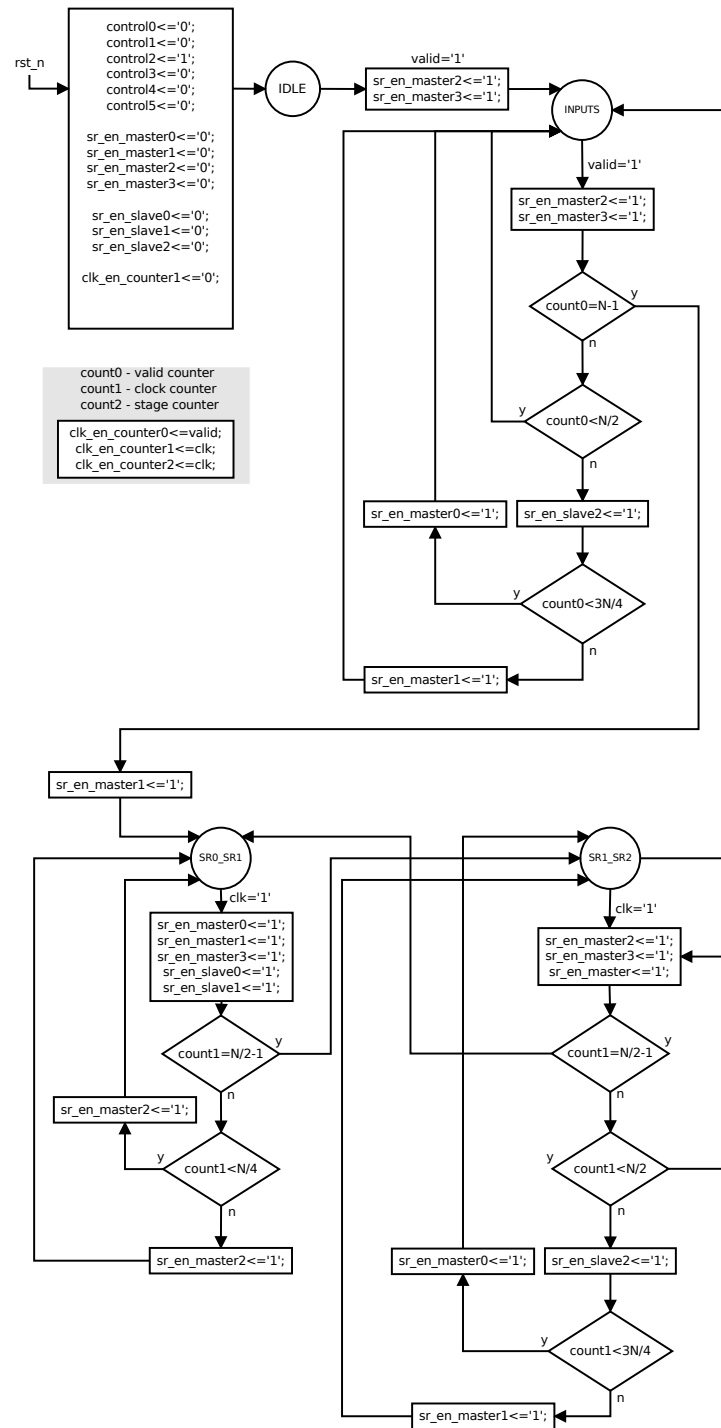 rst_n
control0<='0';
control1<='0';
control2<='1';
control3<='0';
control4<='0';
control5<='0';
sr_en_master0<='0';
sr_en_master1<='0';
sr_en_master2<='0';
sr_en_master3<='0';
sr_en_slave0<='0';
sr_en_slave1<='0';
sr_en_slave2<='0';
clk_en_counter1<='0';
IDLE
valid='1'
sr_en_master2<='1';
sr_en_master3<='1';
INPUTS
valid='1'
sr_en_master2<='1';
sr_en_master3<='1';
count0=N-1
y
n
count0<N/2
y
n
sr_en_master0<='1';
sr_en_slave2<='1';
count0<3N/4
y
n
sr_en_master1<='1';
count0 - valid counter
count1 - clock counter
count2 - stage counter
clk_en_counter0<=valid;
clk_en_counter1<=clk;
clk_en_counter2<=clk;
sr_en_master1<='1';
SR0_SR1
clk='1'
sr_en_master0<='1';
sr_en_master1<='1';
sr_en_master3<='1';
sr_en_slave0<='1';
sr_en_slave1<='1';
count1=N/2-1
y
n
sr_en_master2<='1';
count1<N/4
y
n
sr_en_master2<='1';
SR1_SR2
clk='1'
sr_en_master2<='1';
sr_en_master3<='1';
sr_en_master<='1';
count1=N/2-1
y
n
count1<N/2
y
n
sr_en_master0<='1';
sr_en_slave2<='1';
count1<3N/4
y
n
sr_en_master1<='1';